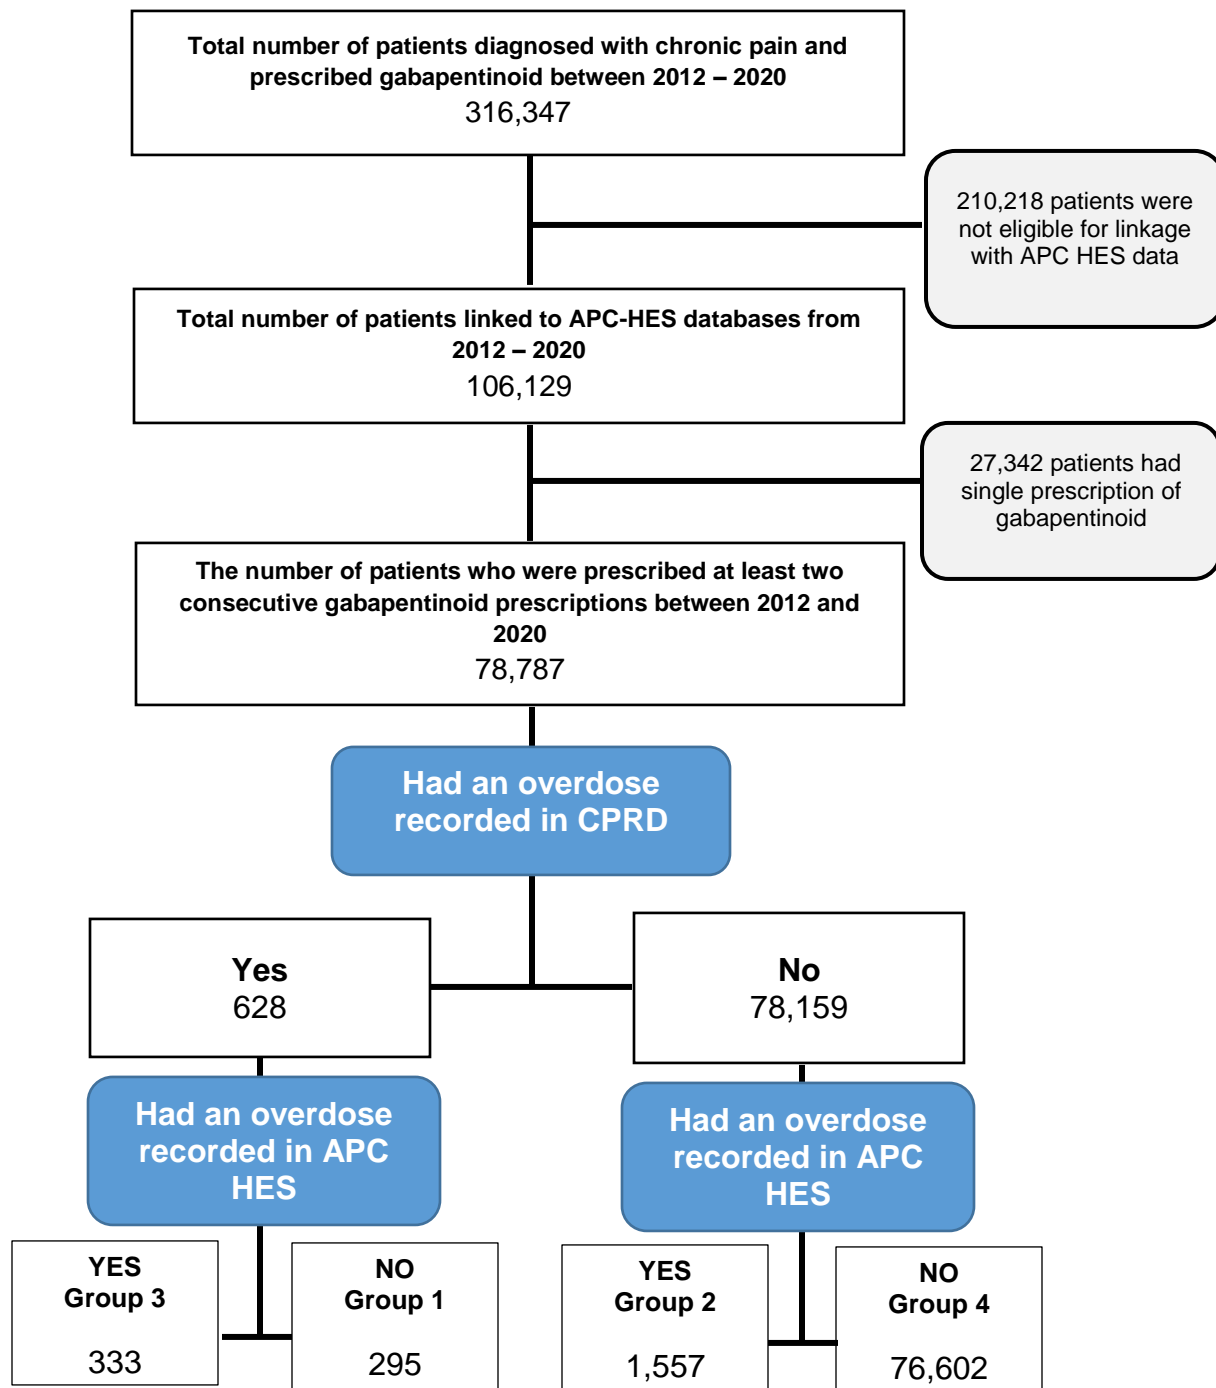 Total number of patients diagnosed with chronic pain and
prescribed gabapentinoid between 2012 – 2020
316,347
210,218 patients were
not eligible for linkage
with APC HES data
Total number of patients linked to APC-HES databases from
2012 – 2020
106,129
27,342 patients had
single prescription of
gabapentinoid
The number of patients who were prescribed at least two
consecutive gabapentinoid prescriptions between 2012 and
2020
78,787
Had an overdose
recorded in CPRD
Yes
628
No
78,159
Had an overdose
recorded in APC
HES
Had an overdose
recorded in APC
HES
YES
Group 3
333
NO
Group 1
295
YES
Group 2
1,557
NO
Group 4
76,602